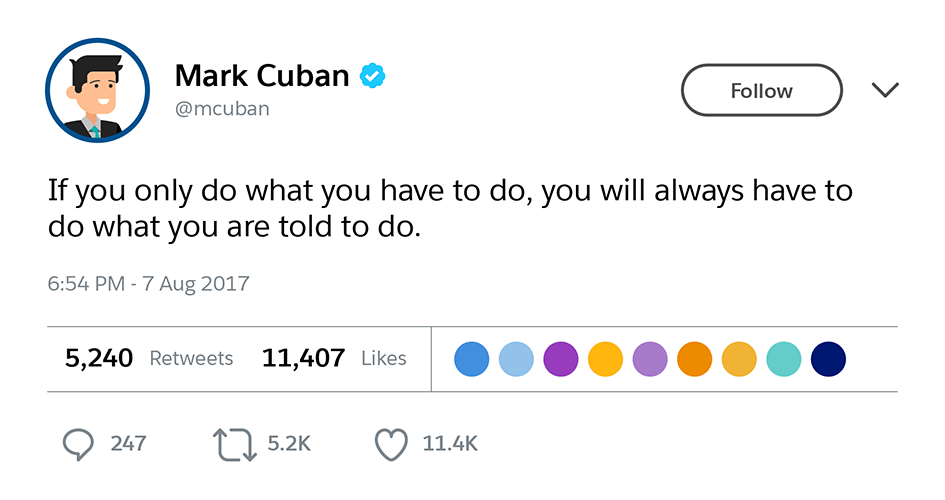 Mark Cuban
@mcuban
Follow
If you only do what you have to do, you will always have to
do what you are told to do.
6:54 PM - 7 Aug 2017
5,240 Retweets 11,407 Likes
247 5.2K 11.4K